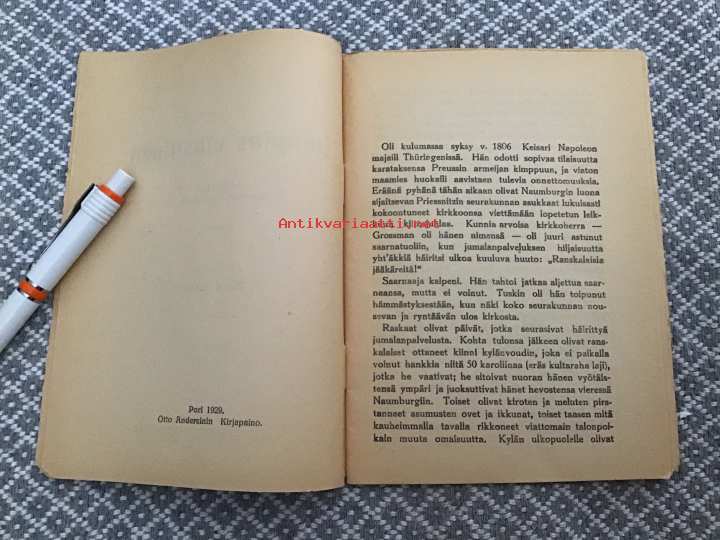 Pori 1929.
Otto Andersinin Kirjapaino.
Oli kulumassa syksy v. 1806 Keisari Napoleon
majaili Thüringenissä. Hän odotti sopivaa tilaisuutta
karataksensa Preussin armeijan kimppuun, ja viaton
maamies huokaili aavistaen tulevia onnettomuuksia.
Eräänä pyhänä tähän aikaan olivat Naumburgin luona
sijaitsevan Priessnitzin seurakunnan asukkaat lukuisasti
kokoontuneet kirkkoonsa viettämään lopetetun leik-
Kunnia arvoisa kirkkoherra —
Antikvariaatti.net
Grossman oli hänen nimensä — oli juuri astunut
saarnatuoliin, kun jumalanpalveluksen hiljaisuutta
yht'äkkiä häiritsi ulkoa kuuluva huuto: „Ranskalaisia
jääkäreitä!"
Saarnaaja kalpeni. Hän tahtoi jatkaa aljettua saar-
naansa, mutta ei voinut. Tuskin oli hän toipunut
hämmästyksestään, kun näki koko seurakunnan nou-
sevan ja ryntäävän ulos kirkosta.
Raskaat olivat päivät, jotka seurasivat häirittyä
jumalanpalvelusta. Kohta tulonsa jälkeen olivat rans-
kalaiset ottaneet kiinni kylänvoudin, joka ei paikalla
voinut hankkia niitä 50 karoliinaa (eräs kultaraha laji),
jotka he vaativat; he sitoivat nuoran hänen vyötäis-
tensä ympäri ja juoksuttivat hänet hevostensa vieressä
Naumburgiin. Toiset olivat kiroten ja meluten pirs-
tanneet asumusten ovet ja ikkunat, toiset taasen mitä
kauheimmalla tavalla rikkoneet viattomain talonpoi-
kain muuta omaisuutta. Kylän ulkopuolelle olivat